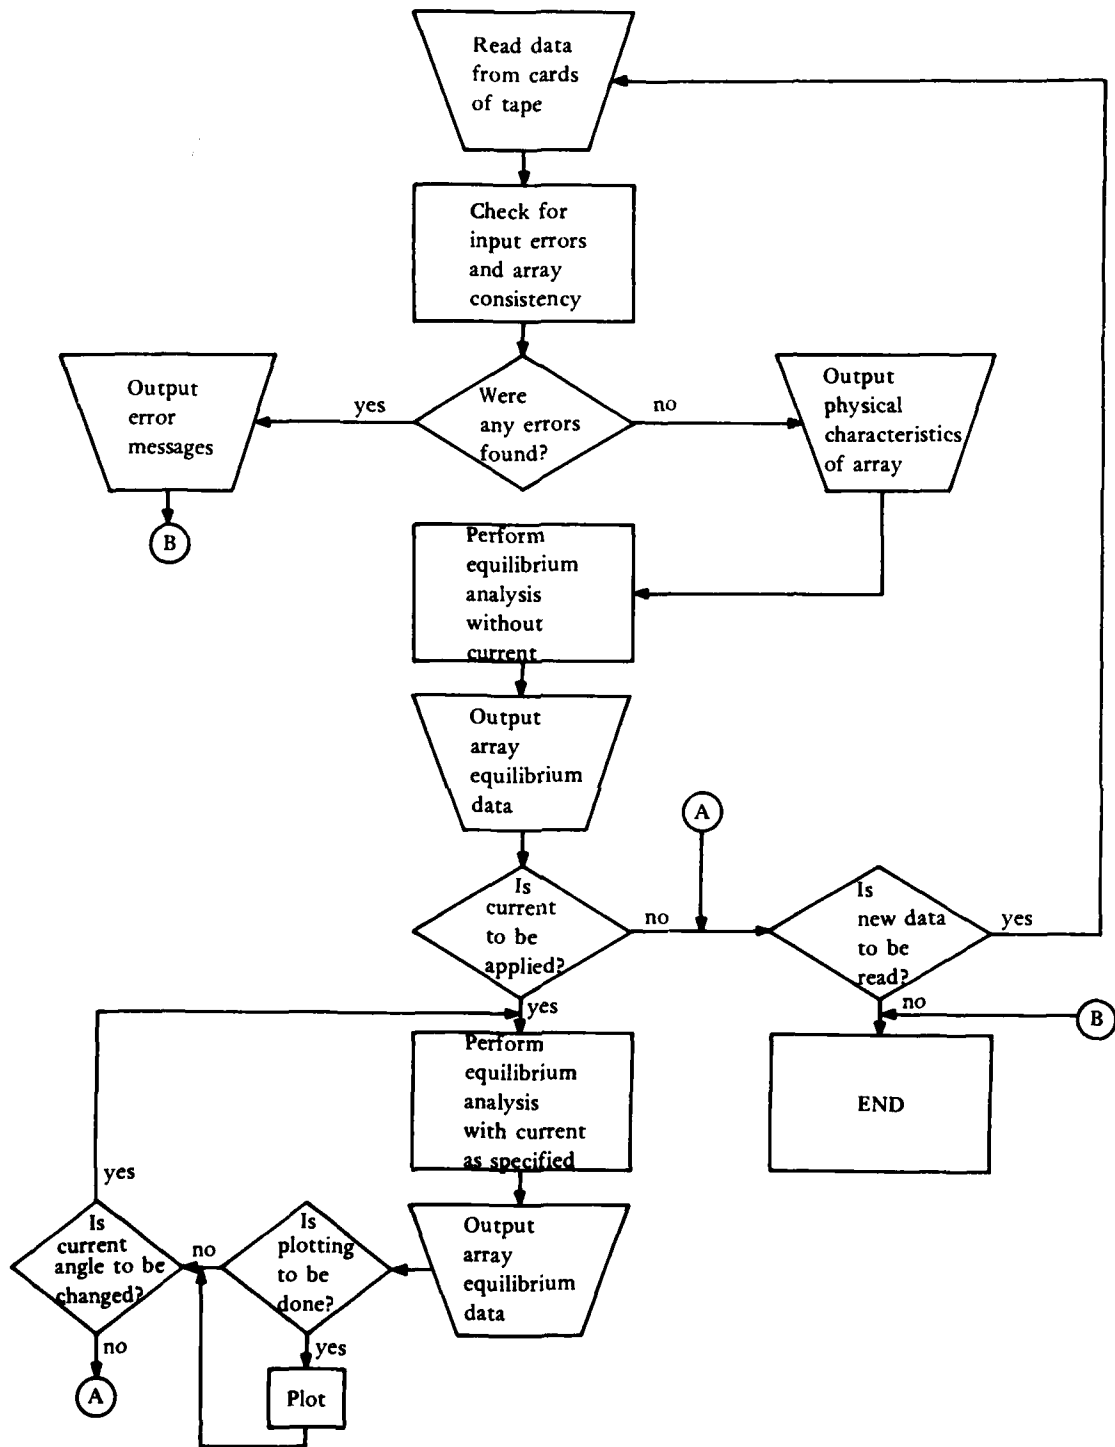 Read data
from cards
of tape
Check for
input errors
and array
consistency
Output
error
messages
yes
Were
any errors
found?
no
Output
physical
characteristics
of array
B
Perform
equilibrium
analysis
without
current
Output
array
equilibrium
data
A
Is
current
to be
applied?
no
Is
new data
to be
read?
yes
yes
no
B
Perform
equilibrium
analysis
with current
as specified
END
yes
Is
current
angle to be
changed?
no
Is
plotting
to be
done?
Output
array
equilibrium
data
no
yes
A
Plot